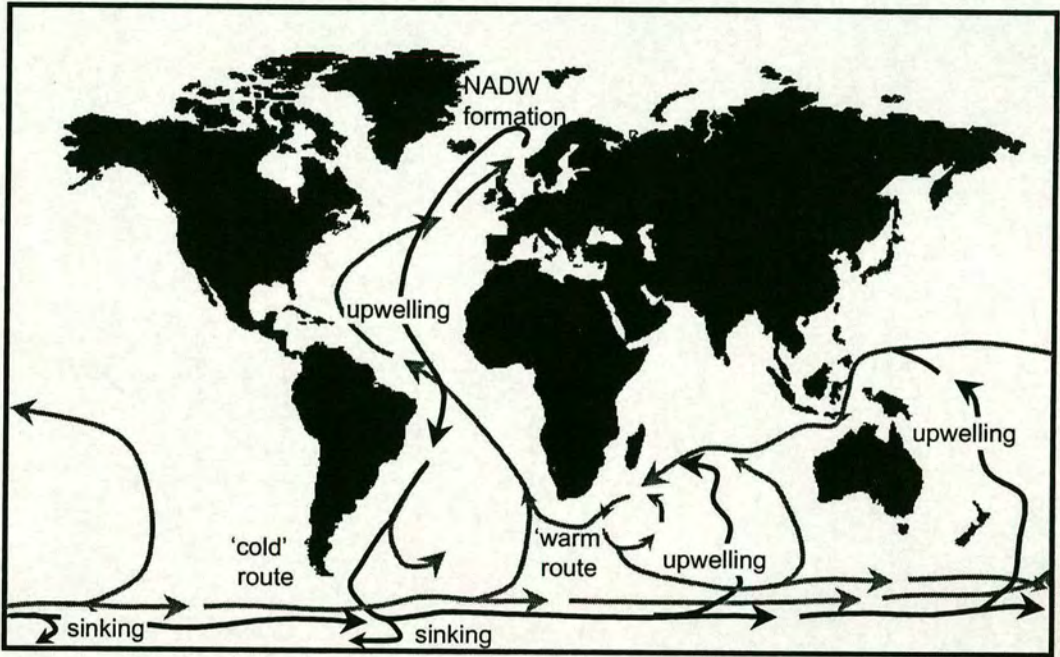 NADW
formation
upwelling
upwelling
'cold'
route
'warm'
route
upwelling
sinking
sinking